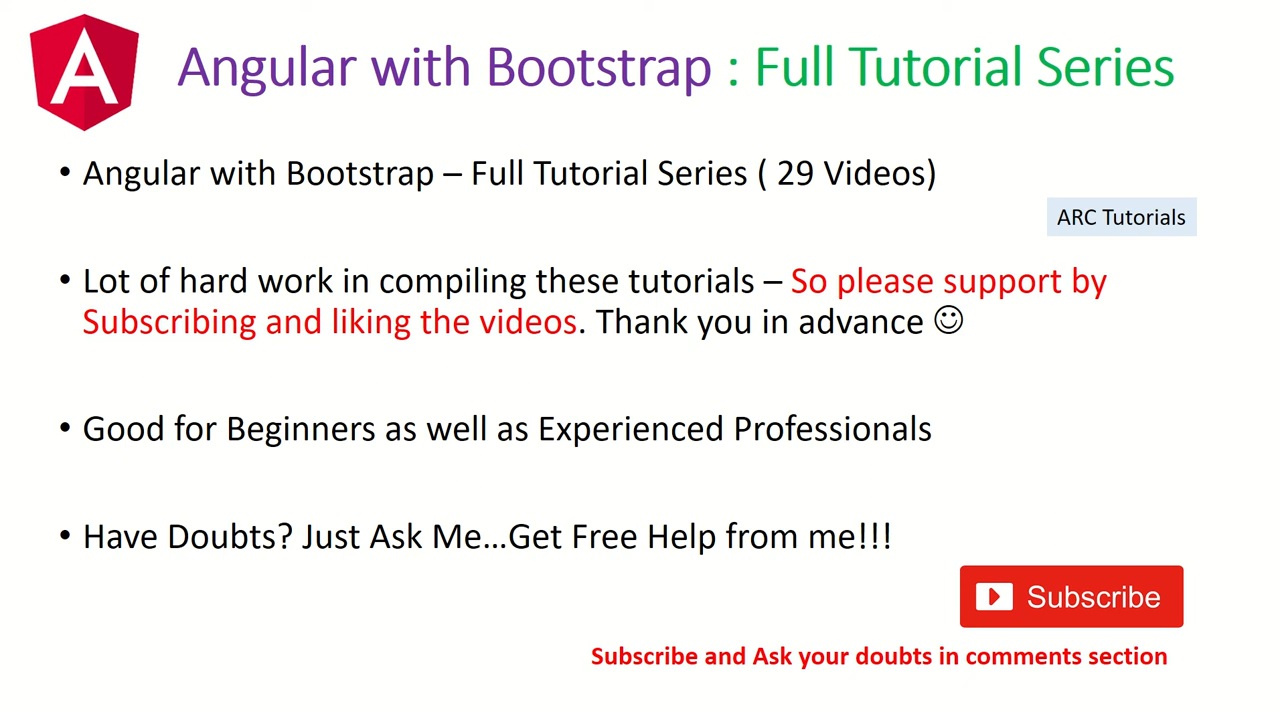 Angular with Bootstrap : Full Tutorial Series
• Angular with Bootstrap – Full Tutorial Series ( 29 Videos)
ARC Tutorials
• Lot of hard work in compiling these tutorials – So please support by
Subscribing and liking the videos. Thank you in advance ☺
• Good for Beginners as well as Experienced Professionals
• Have Doubts? Just Ask Me...Get Free Help from me!!!
Subscribe
Subscribe and Ask your doubts in comments section